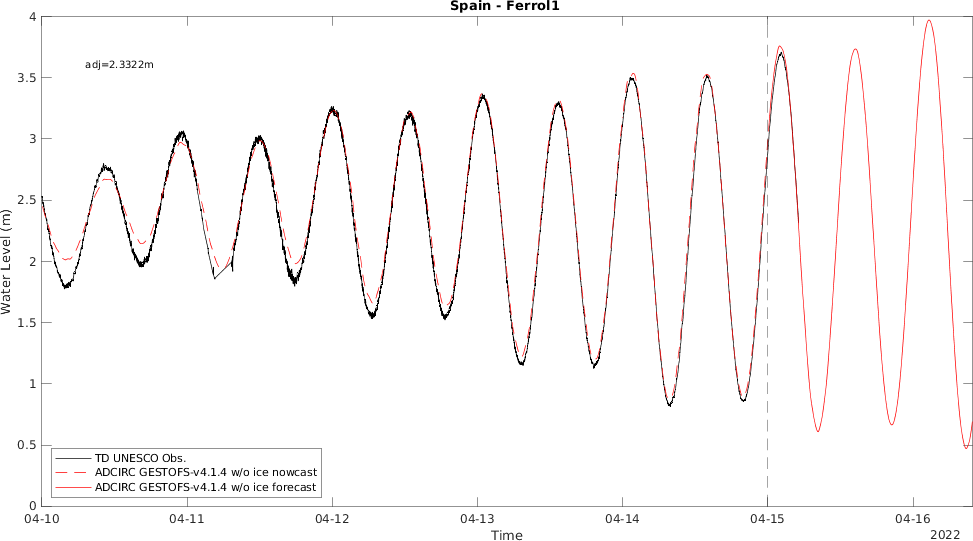 Spain - Ferrol1
4
3.5
3
2.5
2
1.5
1
0.5
0
Water Level (m)
adj=2.3322m
TD UNESCO Obs.
ADCIRC GESTOFS-v4.1.4 w/o ice nowcast
ADCIRC GESTOFS-v4.1.4 w/o ice forecast
04-10 04-11 04-12 04-13 04-14 04-15 04-16
Time
2022